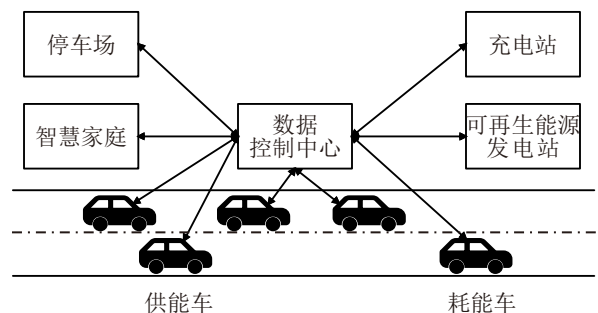 停车场
充电站
智慧家庭
数据
控制中心
可再生能源
发电站
供能车
耗能车